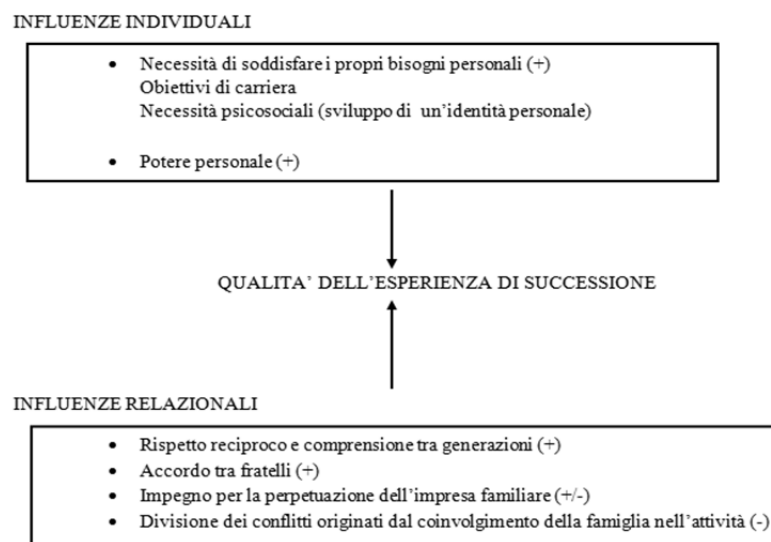 INFLUENZE INDIVIDUALI
• Necessità di soddisfare i propri bisogni personali (+)
Obiettivi di carriera
Necessità psicosociali (sviluppo di un'identità personale)
• Potere personale (+)
QUALITA' DELL'ESPERIENZA DI SUCCESSIONE
INFLUENZE RELAZIONALI
• Rispetto reciproco e comprensione tra generazioni (+)
• Accordo tra fratelli (+)
• Impegno per la perpetuazione dell'impresa familiare (+/-)
• Divisione dei conflitti originati dal coinvolgimento della famiglia nell'attività (-)